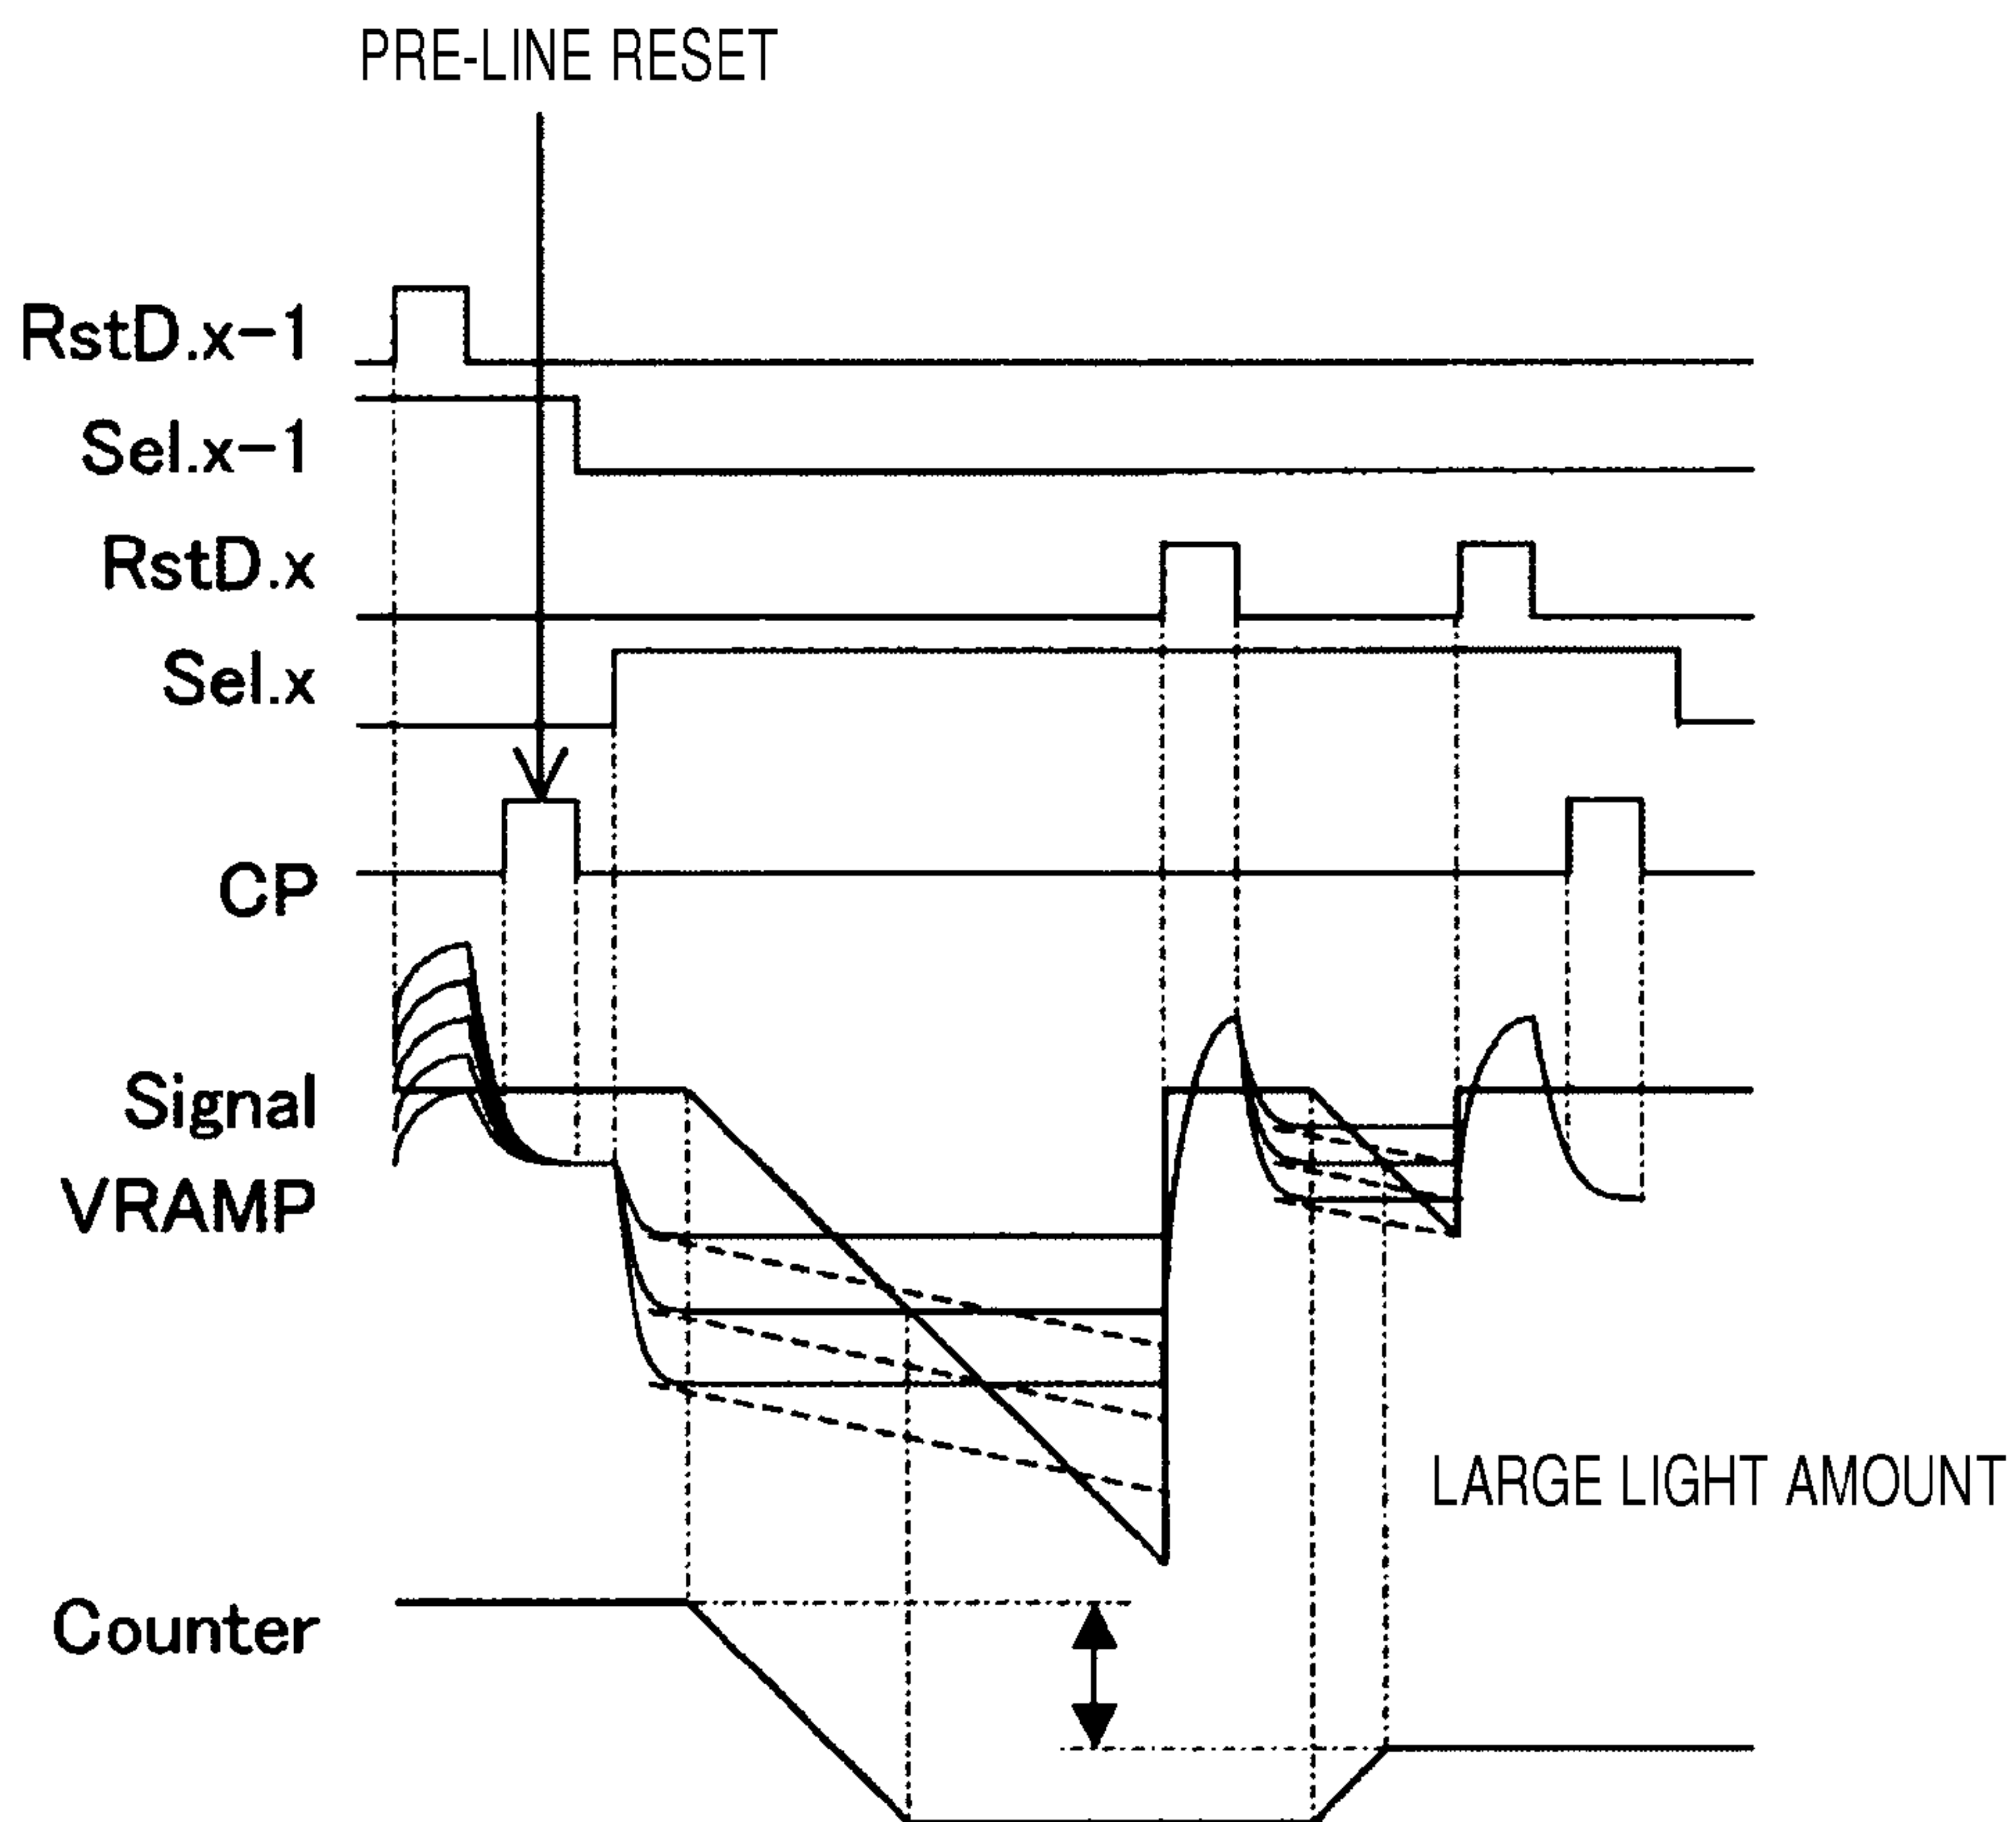 PRE-LINE RESET
RstD.x-1
Sel.x-1
RstD.x
Sel.x
CP
Signal
VRAMP
LARGE LIGHT AMOUNT
Counter